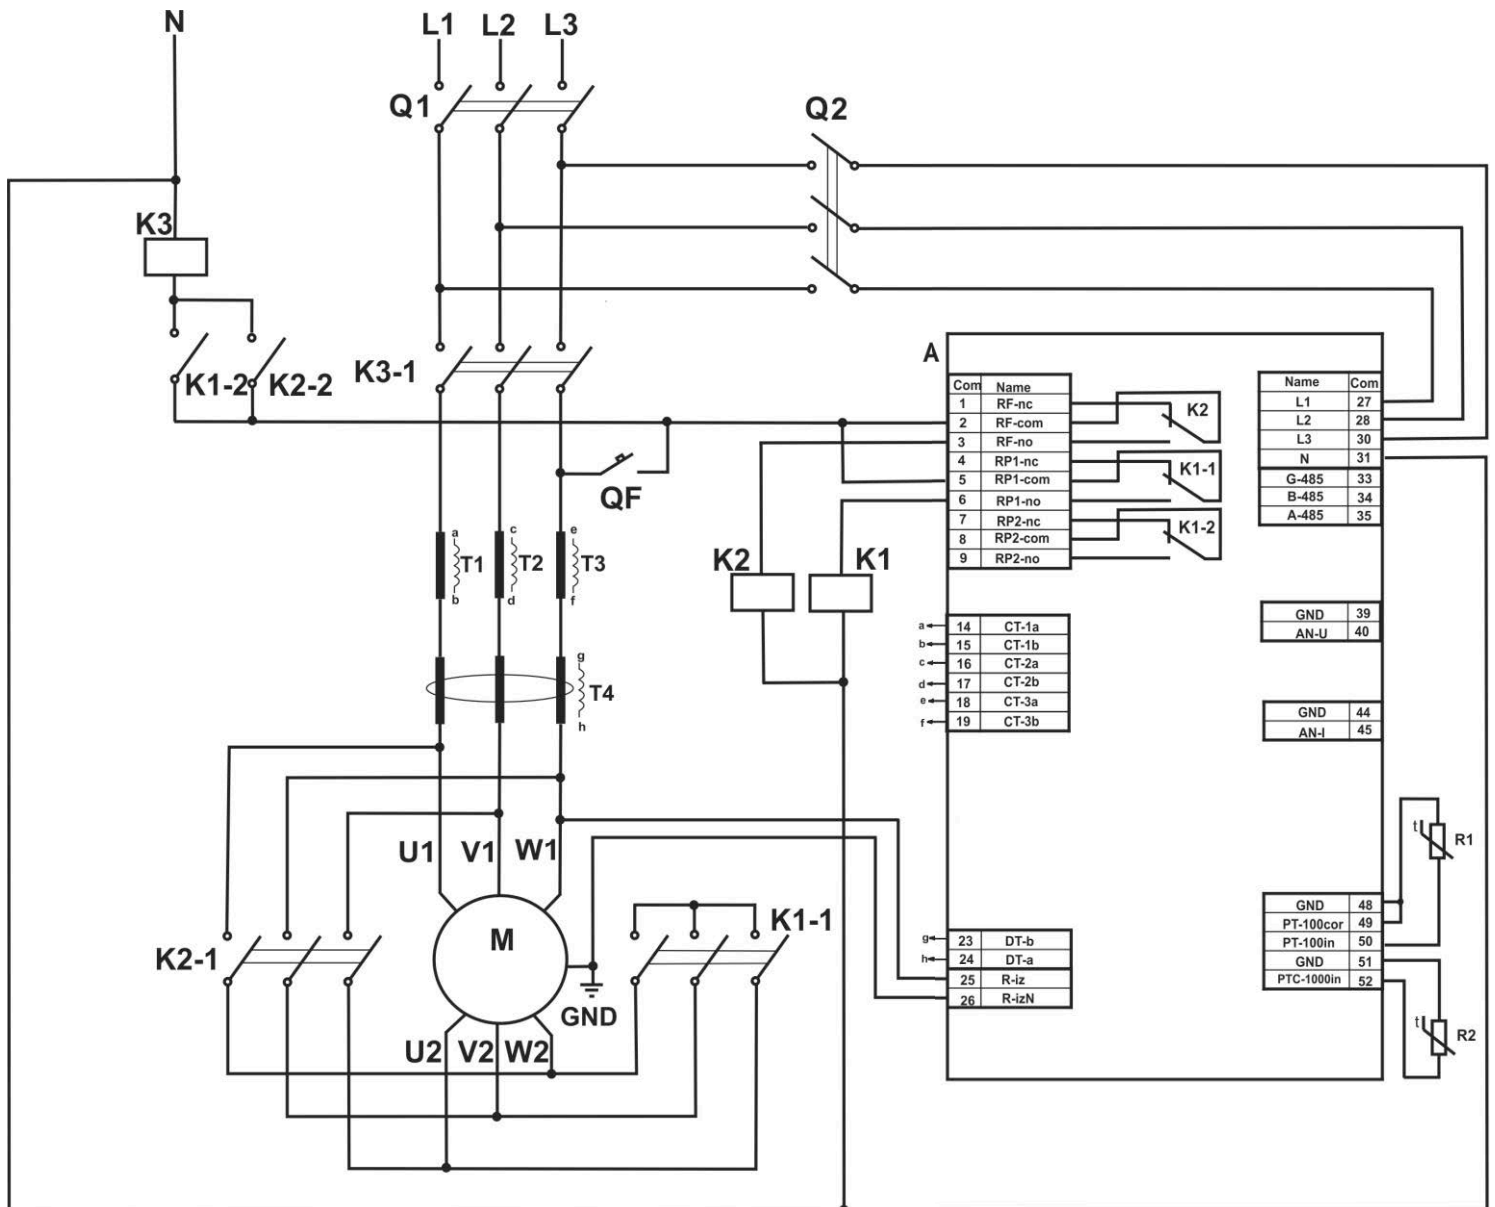 N
L1 L2 L3
Q1
Q2
K3
K3-1
K1-2 K2-2
QF
a
b
T1
c
d
T2
e
f
T3
g
h
T4
K2
K1
A
Com Name
1 RF-nc
2 RF-com
3 RF-no
4 RP1-nc
5 RP1-com
6 RP1-no
7 RP2-nc
8 RP2-com
9 RP2-no
K2
K1-1
K1-2
Name Com
L1 27
L2 28
L3 30
N 31
G-485 33
B-485 34
A-485 35
a 14 CT-1a
b 15 CT-1b
c 16 CT-2a
d 17 CT-2b
e 18 CT-3a
f 19 CT-3b
GND 39
AN-U 40
GND 44
AN-I 45
U1 V1 W1
M
K2-1
K1-1
GND
U2 V2 W2
g 23 DT-b
h 24 DT-a
25 R-iz
26 R-izN
GND 48
PT-100cor 49
PT-100in 50
GND 51
PTC-1000in 52
t R1
t R2